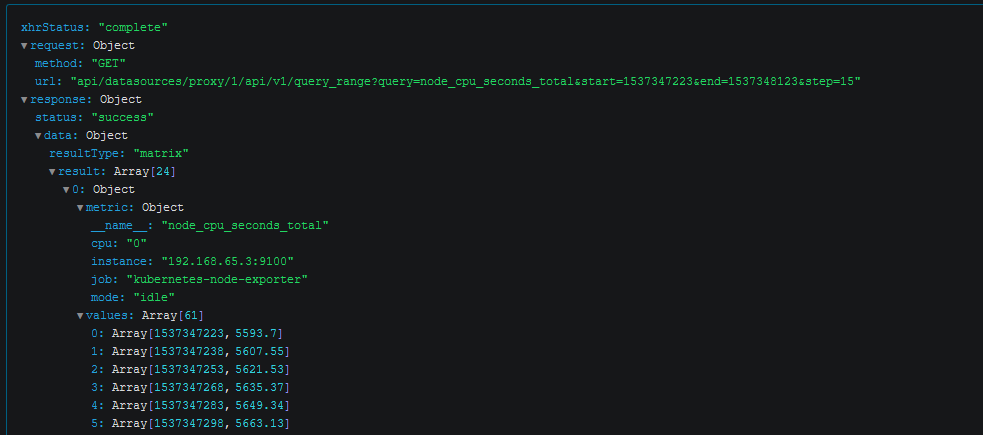 xhrStatus: "complete"
▼request: Object
method: "GET"
url: "api/datasources/proxy/1/api/v1/query_range?query=node_cpu_seconds_total&start=1537347223&end=1537348123&step=15"
▼response: Object
status: "success"
▼data: Object
resultType: "matrix"
▼result: Array[24]
▼0: Object
▼metric: Object
__name__: "node_cpu_seconds_total"
cpu: "0"
instance: "192.168.65.3:9100"
job: "kubernetes-node-exporter"
mode: "idle"
▼values: Array[61]
0: Array[1537347223, 5593.7]
1: Array[1537347238, 5607.55]
2: Array[1537347253, 5621.53]
3: Array[1537347268, 5635.37]
4: Array[1537347283, 5649.34]
5: Array[1537347298, 5663.13]